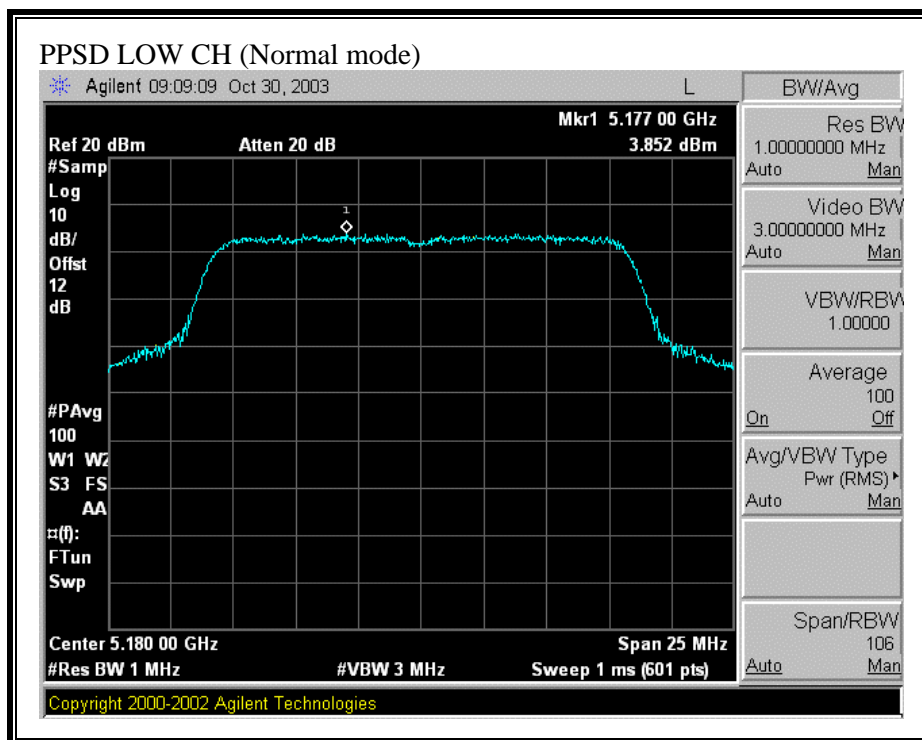 PPSD LOW CH (Normal mode)
Agilent 09:09:09 Oct 30, 2003 L
Mkr1 5.177 00 GHz
Ref 20 dBm Atten 20 dB 3.852 dBm
#Samp
Log
10
dB/
Offst
12
dB
1
#PAvg
100
W1 W2
S3 FS
AA
¤(f):
FTun
Swp
Center 5.180 00 GHz Span 25 MHz
#Res BW 1 MHz #VBW 3 MHz Sweep 1 ms (601 pts)
Copyright 2000-2002 Agilent Technologies
BW/Avg
Res BW
1.00000000 MHz
Auto Man
Video BW
3.00000000 MHz
Auto Man
VBW/RBW
1.00000
Average
100
On Off
Avg/VBW Type
Pwr (RMS)
Auto Man
Span/RBW
106
Auto Man